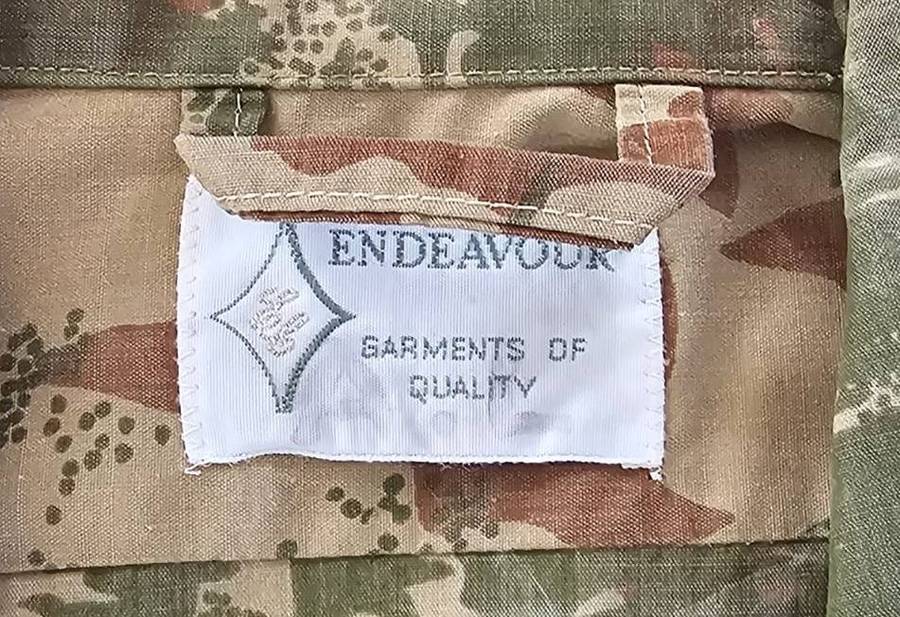 ENDEAVOUR
GARMENTS OF
QUALITY